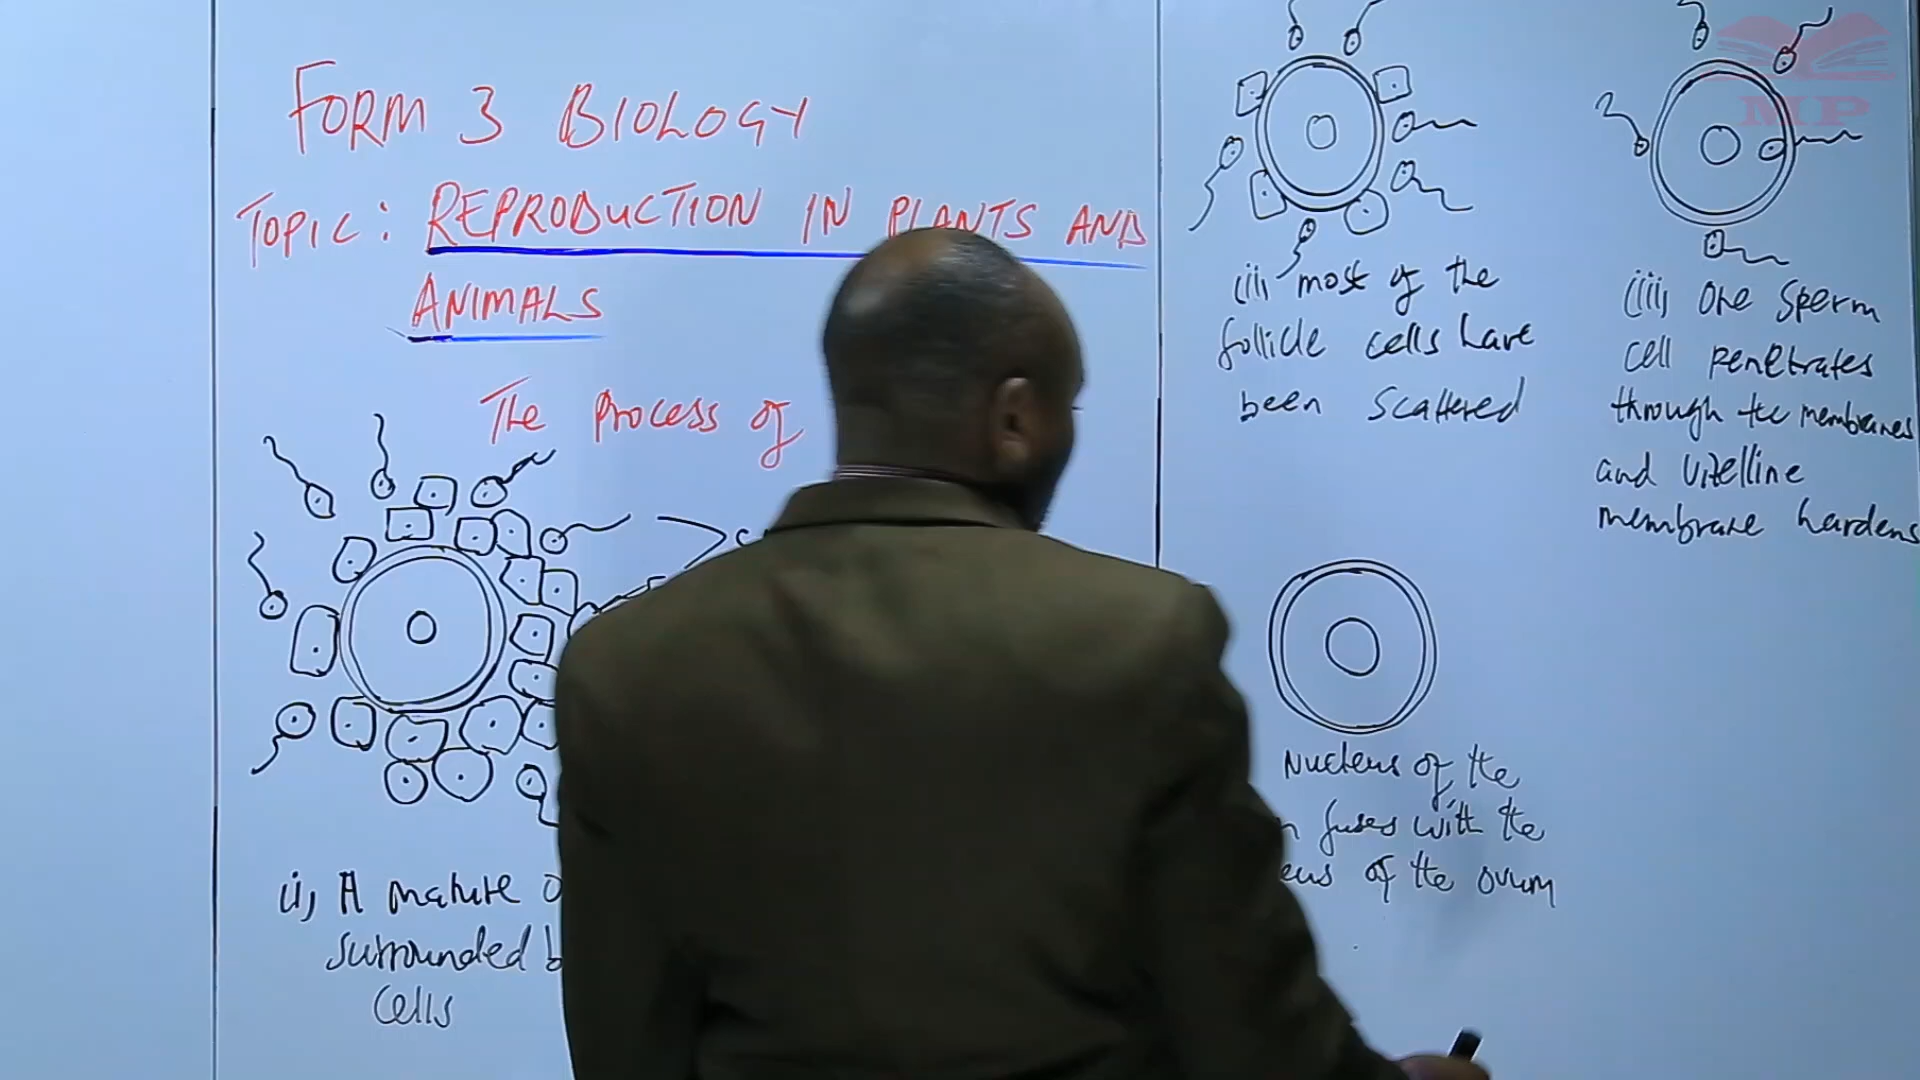 FORM 3 BIOLOGY
TOPIC: REPRODUCTION IN PLANTS AND
ANIMALS
The process of
(i) A mature
surrounded
cells
(ii) most of the
follicle cells have
been scattered
(iii) One sperm
cell penetrates
through the membranes
and vitelline
membrane hardens
Nucleus of the
fuses with the
of the ovum
MP